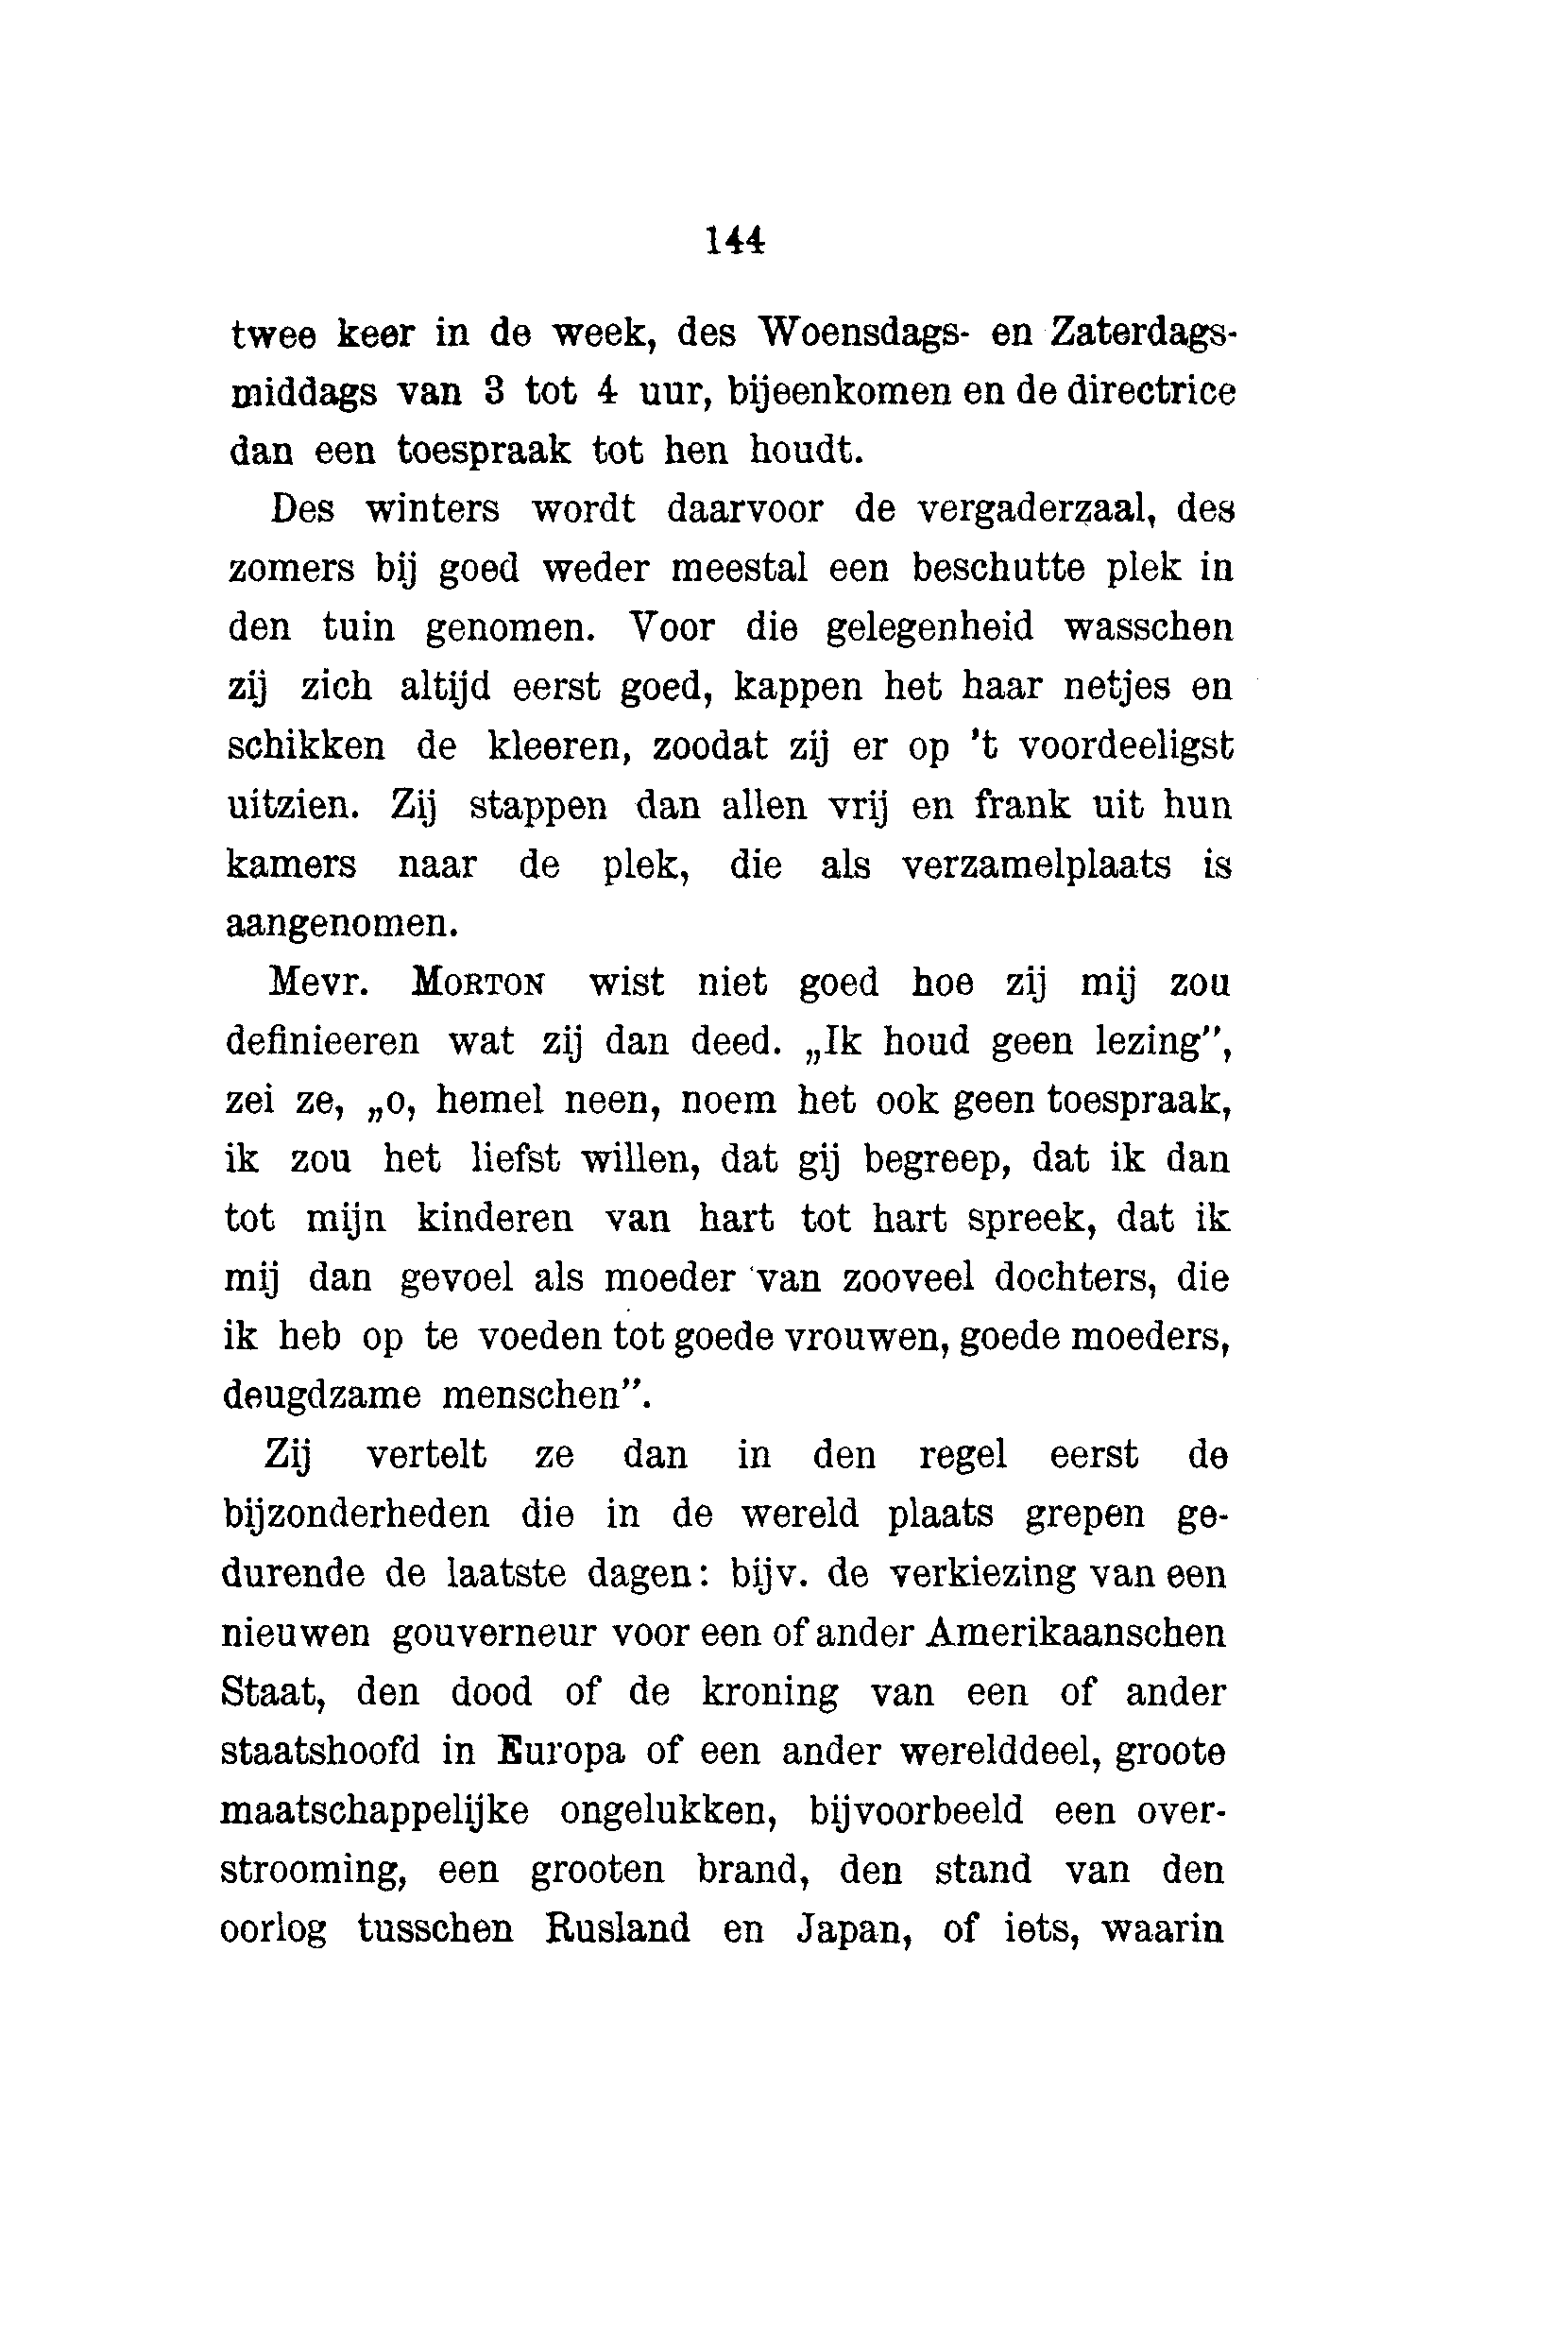 144
twee keer in de week, des Woensdags- en Zaterdags-
middags van 3 tot 4 uur, bijeenkomen en de directrice
dan een toespraak tot hen houdt.
Des winters wordt daarvoor de vergaderzaal, des
zomers bij goed weder meestal een beschutte plek in
den tuin genomen. Voor die gelegenheid wasschen
zij zich altijd eerst goed, kappen het haar netjes en
schikken de kleeren, zoodat zij er op 't voordeeligst
uitzien. Zij stappen dan allen vrij en frank uit hun
kamers naar de plek, die als verzamelplaats is
aangenomen.
Mevr. MORTON wist niet goed hoe zij mij zou
definieeren wat zij dan deed. „Ik houd geen lezing”,
zei ze, „o, hemel neen, noem het ook geen toespraak,
ik zou het liefst willen, dat gij begreep, dat ik dan
tot mijn kinderen van hart tot hart spreek, dat ik
mij dan gevoel als moeder van zooveel dochters, die
ik heb op te voeden tot goede vrouwen, goede moeders,
deugdzame menschen”.
Zij vertelt ze dan in den regel eerst de
bijzonderheden die in de wereld plaats grepen ge-
durende de laatste dagen: bijv. de verkiezing van een
nieuwen gouverneur voor een of ander Amerikaanschen
Staat, den dood of de kroning van een of ander
staatshoofd in Europa of een ander werelddeel, groote
maatschappelijke ongelukken, bijvoorbeeld een over-
strooming, een grooten brand, den stand van den
oorlog tusschen Rusland en Japan, of iets, waarin